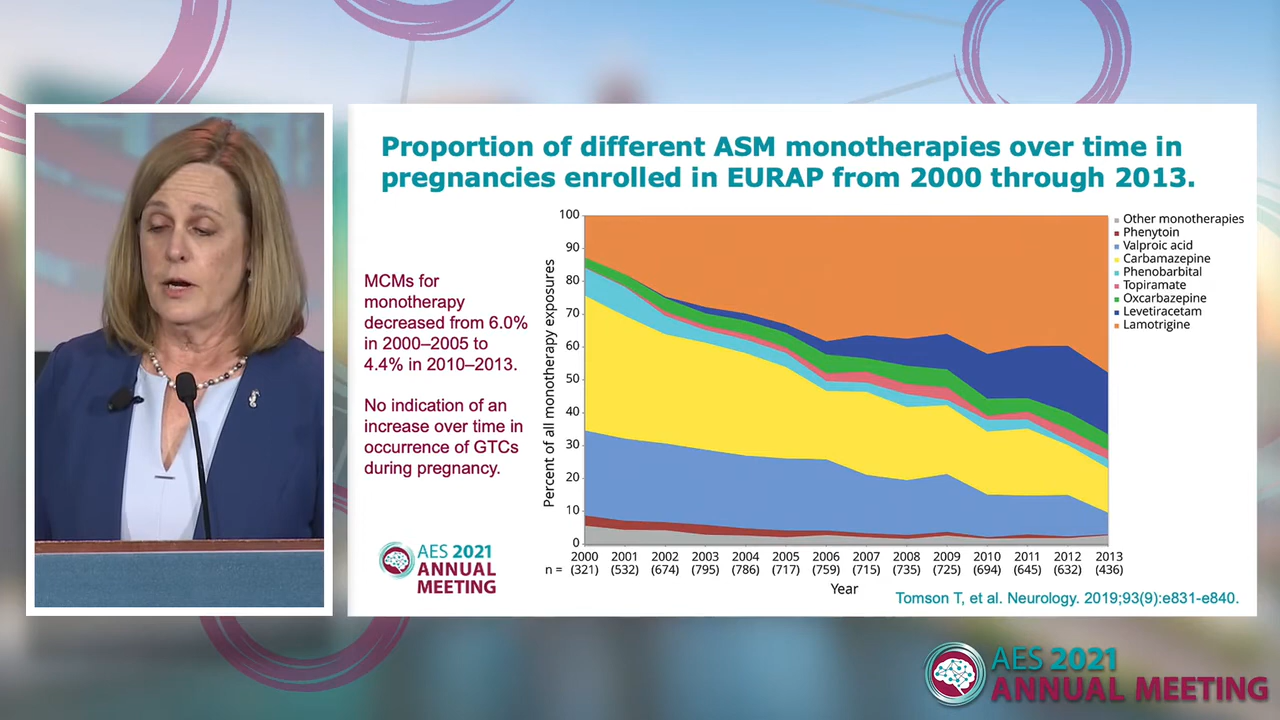 Proportion of different ASM monotherapies over time in
pregnancies enrolled in EURAP from 2000 through 2013.
MCMs for
monotherapy
decreased from 6.0%
in 2000–2005 to
4.4% in 2010–2013.
No indication of an
increase over time in
occurrence of GTCs
during pregnancy.
AES 2021
ANNUAL
MEETING
Percent of all monotherapy exposures
100
90
80
70
60
50
40
30
20
10
0
2000 2001 2002 2003 2004 2005 2006 2007 2008 2009 2010 2011 2012 2013
n = (321) (532) (674) (795) (786) (717) (759) (715) (735) (725) (694) (645) (632) (436)
Year
Other monotherapies
Phenytoin
Valproic acid
Carbamazepine
Phenobarbital
Topiramate
Oxcarbazepine
Levetiracetam
Lamotrigine
Tomson T, et al. Neurology. 2019;93(9):e831-e840.
AES 2021
ANNUAL MEETING